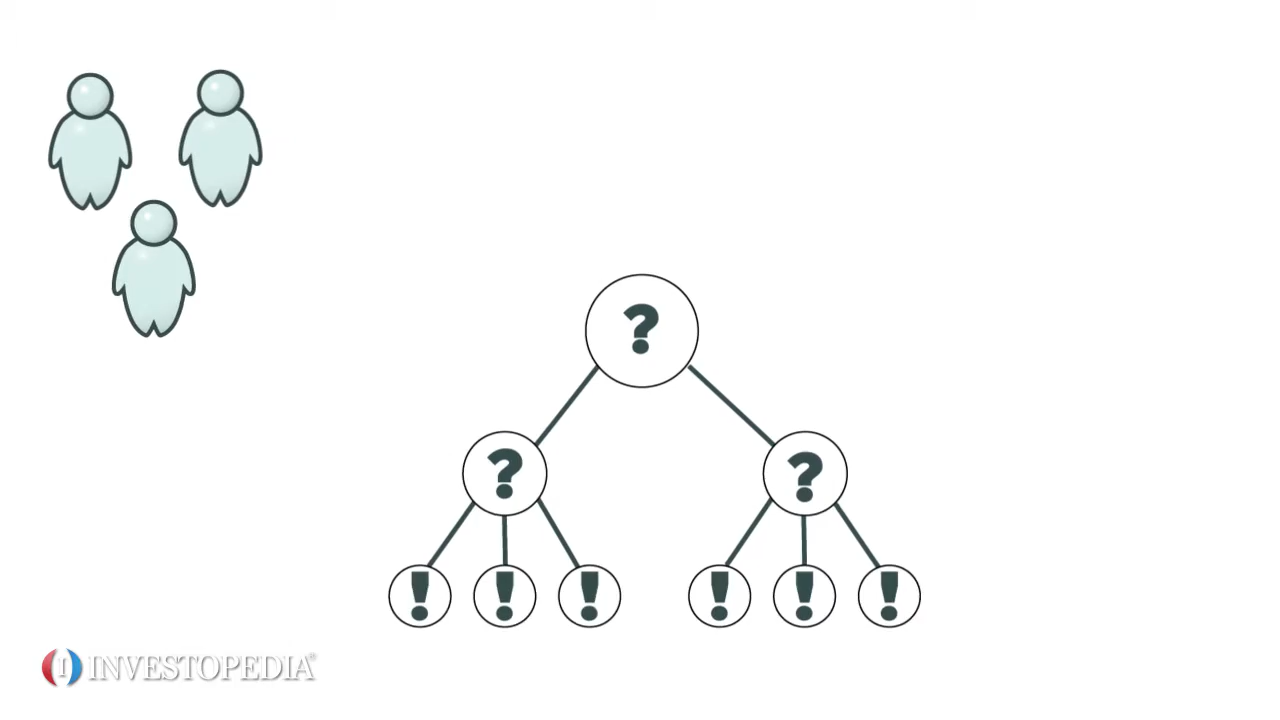 ?
? ?
! ! ! ! ! !
INVESTOPEDIA®